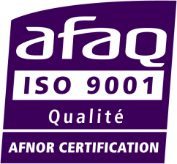 afaq
ISO 9001
Qualité
AFNOR CERTIFICATION